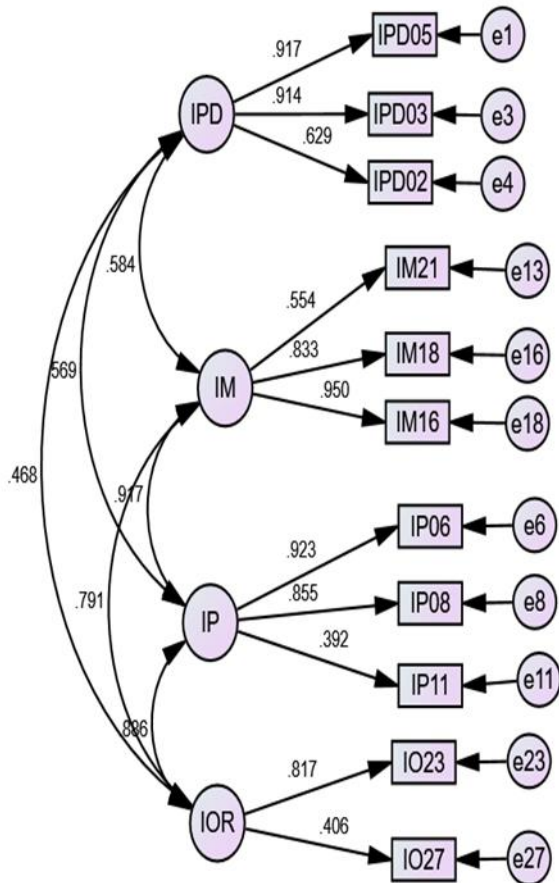 .917
IPD05
e1
IPD
.914
IPD03
e3
.629
IPD02
e4
.584
IM21
e13
.554
569
.833
IM18
e16
IM
.950
IM16
e18
.468
.917
IP06
e6
.923
.791
.855
IP08
e8
IP
.392
IP11
e11
.886
.817
IO23
e23
IOR
.406
IO27
e27